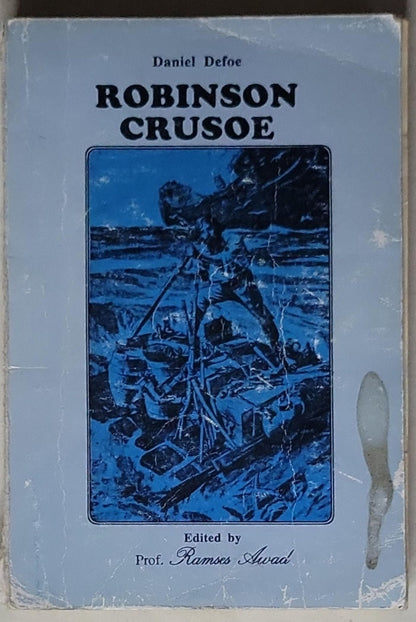 Daniel Defoe
ROBINSON
CRUSOE
Edited by
Prof. Ramses Awad